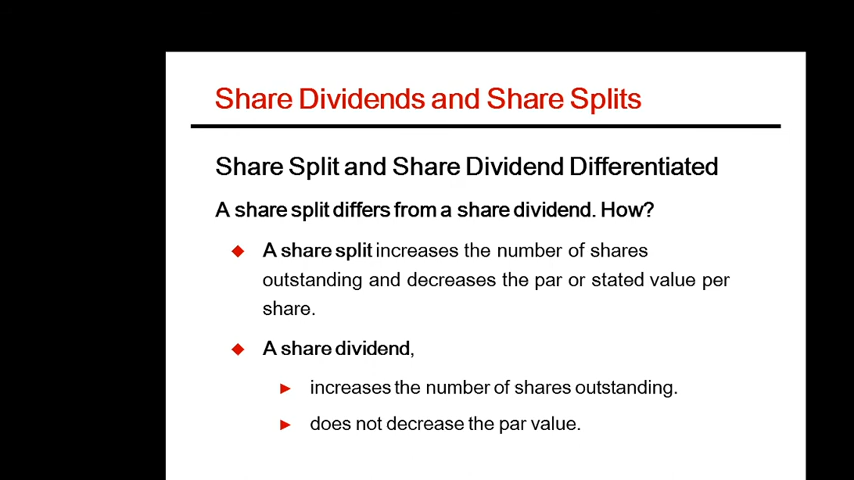 Share Dividends and Share Splits
Share Split and Share Dividend Differentiated
A share split differs from a share dividend. How?
A share split increases the number of shares
outstanding and decreases the par or stated value per
share.
A share dividend,
increases the number of shares outstanding.
does not decrease the par value.